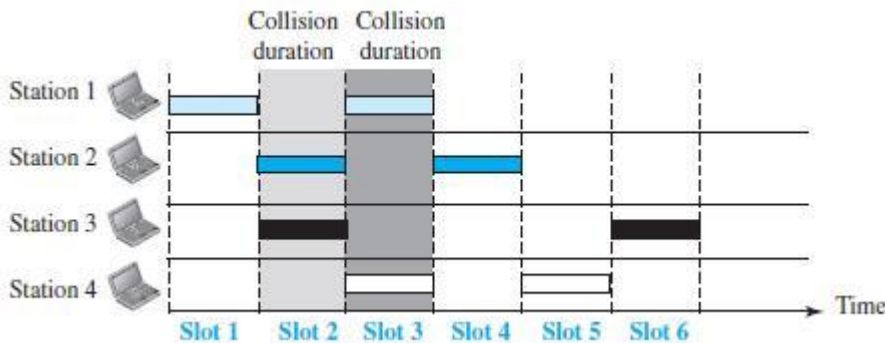 Collision Collision
duration duration
Station 1
Station 2
Station 3
Station 4
Time
Slot 1 Slot 2 Slot 3 Slot 4 Slot 5 Slot 6